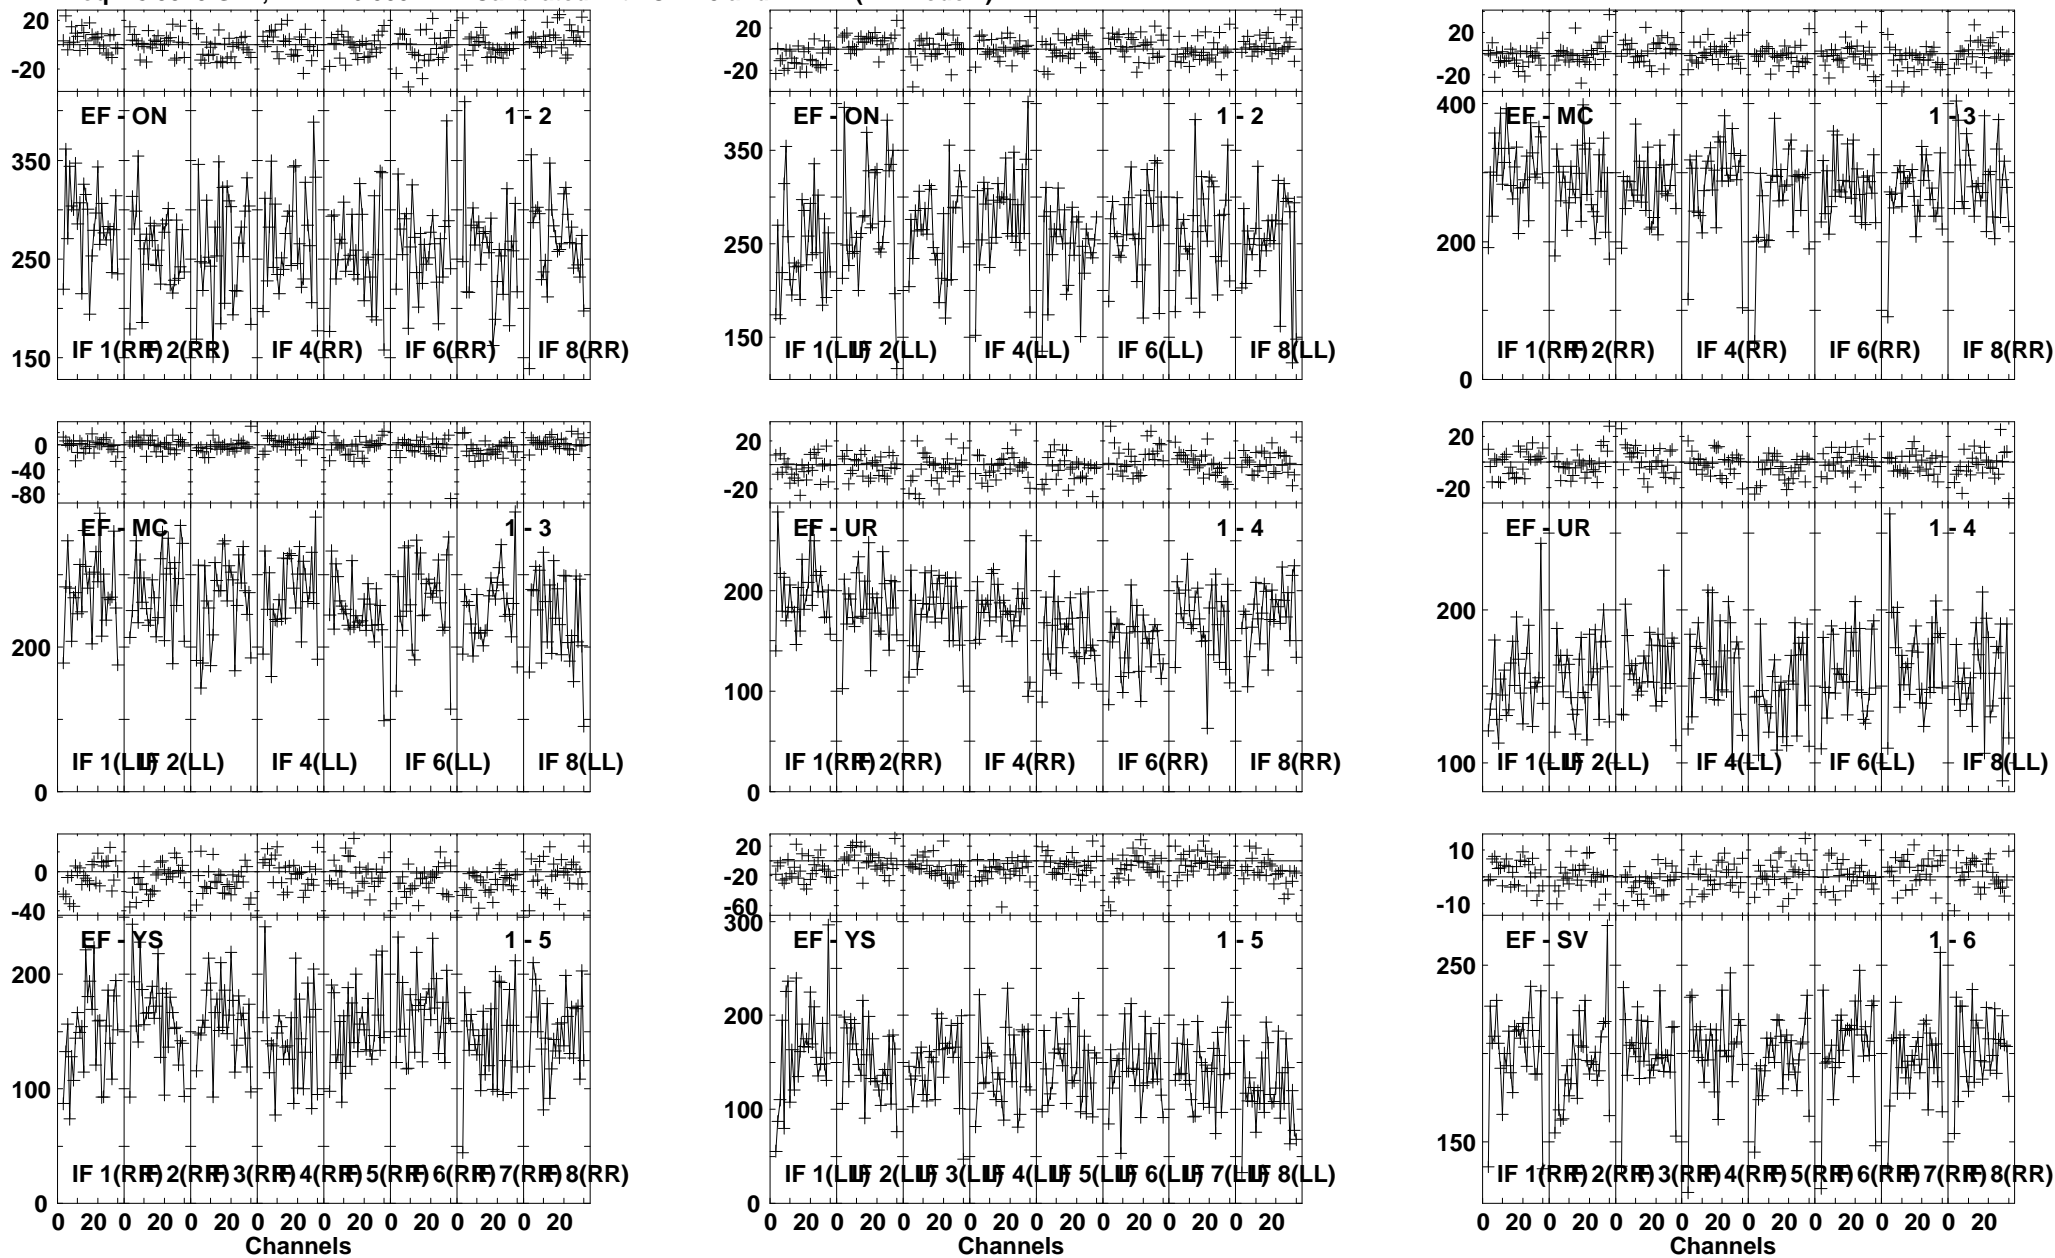 20
-20
EF - ON 1 - 2
350
250
150
IF 1(RR) IF 2(RR) IF 4(RR) IF 6(RR) IF 8(RR)
20
-20
EF - ON 1 - 2
350
250
150
IF 1(LL) IF 2(LL) IF 4(LL) IF 6(LL) IF 8(LL)
20
-20
400
EF - MC 1 - 3
200
0
IF 1(RR) IF 2(RR) IF 4(RR) IF 6(RR) IF 8(RR)
0
-40
-80
EF - MC 1 - 3
200
0
IF 1(LL) IF 2(LL) IF 4(LL) IF 6(LL) IF 8(LL)
20
-20
EF - UR 1 - 4
200
100
0
IF 1(RR) IF 2(RR) IF 4(RR) IF 6(RR) IF 8(RR)
20
-20
EF - UR 1 - 4
200
100
IF 1(LL) IF 2(LL) IF 4(LL) IF 6(LL) IF 8(LL)
0
-40
EF - YS 1 - 5
200
100
0
IF 1(RR) IF 2(RR) IF 3(RR) IF 4(RR) IF 5(RR) IF 6(RR) IF 7(RR) IF 8(RR)
0 20 0 20 0 20 0 20 0 20 0 20 0 20 0 20
Channels
20
-20
-60
300
EF - YS 1 - 5
200
100
0
IF 1(LL) IF 2(LL) IF 3(LL) IF 4(LL) IF 5(LL) IF 6(LL) IF 7(LL) IF 8(LL)
0 20 0 20 0 20 0 20 0 20 0 20 0 20 0 20
Channels
10
-10
EF - SV 1 - 6
250
150
IF 1(RR) IF 2(RR) IF 3(RR) IF 4(RR) IF 5(RR) IF 6(RR) IF 7(RR) IF 8(RR)
0 20 0 20 0 20 0 20 0 20 0 20 0 20 0 20
Channels